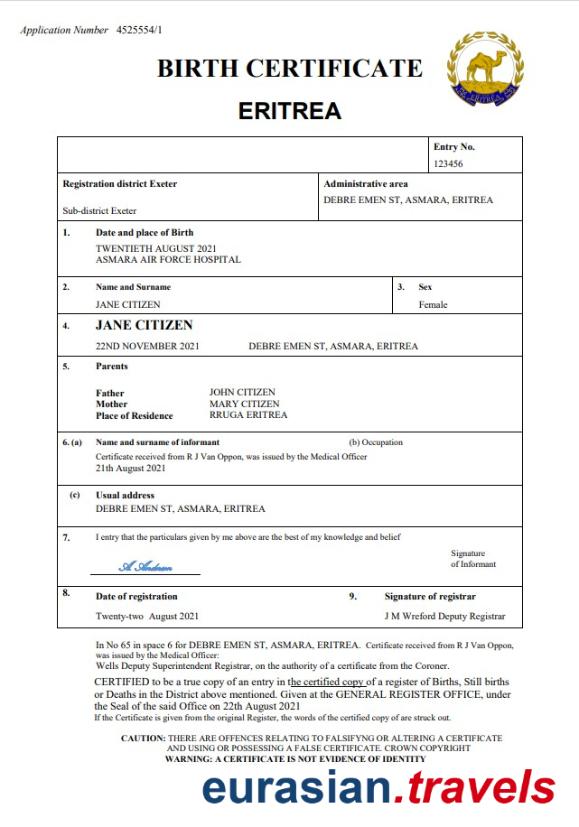 Application Number 4525554/1
BIRTH CERTIFICATE
ERITREA
Entry No.
123456
Registration district Exeter
Sub-district Exeter
Administrative area
DEBRE EMEN ST, ASMARA, ERITREA
1. Date and place of Birth
TWENTIETH AUGUST 2021
ASMARA AIR FORCE HOSPITAL
2. Name and Surname
JANE CITIZEN
3. Sex
Female
4. JANE CITIZEN
22ND NOVEMBER 2021 DEBRE EMEN ST, ASMARA, ERITREA
5. Parents
Father JOHN CITIZEN
Mother MARY CITIZEN
Place of Residence RRUGA ERITREA
6. (a) Name and surname of informant (b) Occupation
Certificate received from R J Van Oppon, was issued by the Medical Officer
21th August 2021
(c) Usual address
DEBRE EMEN ST, ASMARA, ERITREA
7. I entry that the particulars given by me above are the best of my knowledge and belief
Signature
of Informant
8. Date of registration 9. Signature of registrar
Twenty-two August 2021 J M Wreford Deputy Registrar
In No 65 in space 6 for DEBRE EMEN ST, ASMARA, ERITREA. Certificate received from R J Van Oppon,
was issued by the Medical Officer:
Wells Deputy Superintendent Registrar, on the authority of a certificate from the Coroner.
CERTIFIED to be a true copy of an entry in the certified copy of a register of Births, Still births
or Deaths in the District above mentioned. Given at the GENERAL REGISTER OFFICE, under
the Seal of the said Office on 22th August 2021
If the Certificate is given from the original Register, the words of the certified copy of are struck out.
CAUTION: THERE ARE OFFENCES RELATING TO FALSIFYNG OR ALTERING A CERTIFICATE
AND USING OR POSSESSING A FALSE CERTIFICATE. CROWN COPYRIGHT
WARNING: A CERTIFICATE IS NOT EVIDENCE OF IDENTITY
eurasian.travels